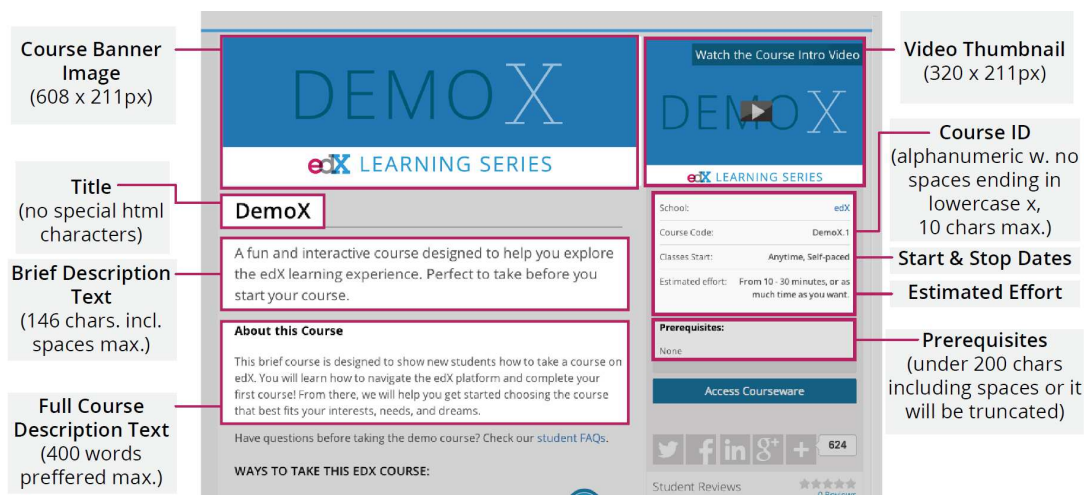 Course Banner
Image
(608 x 211px)
Title
(no special html
characters)
Brief Description
Text
(146 chars. incl.
spaces max.)
Full Course
Description Text
(400 words
preffered max.)
DEMOX
edX LEARNING SERIES
DemoX
A fun and interactive course designed to help you explore
the edX learning experience. Perfect to take before you
start your course.
About this Course
This brief course is designed to show new students how to take a course on
edX. You will learn how to navigate the edX platform and complete your
first course! From there, we will help you get started choosing the course
that best fits your interests, needs, and dreams.
Have questions before taking the demo course? Check our student FAQs.
WAYS TO TAKE THIS EDX COURSE:
Watch the Course Intro Video
DEMOX
edX LEARNING SERIES
School: edX
Course Code: DemoX.1
Classes Start: Anytime, Self-paced
Estimated effort: From 10 - 30 minutes, or as
much time as you want.
Prerequisites:
None
Access Courseware
f in g+ + 624
Student Reviews
0 Reviews
Video Thumbnail
(320 x 211px)
Course ID
(alphanumeric w. no
spaces ending in
lowercase x,
10 chars max.)
Start & Stop Dates
Estimated Effort
Prerequisites
(under 200 chars
including spaces or it
will be truncated)